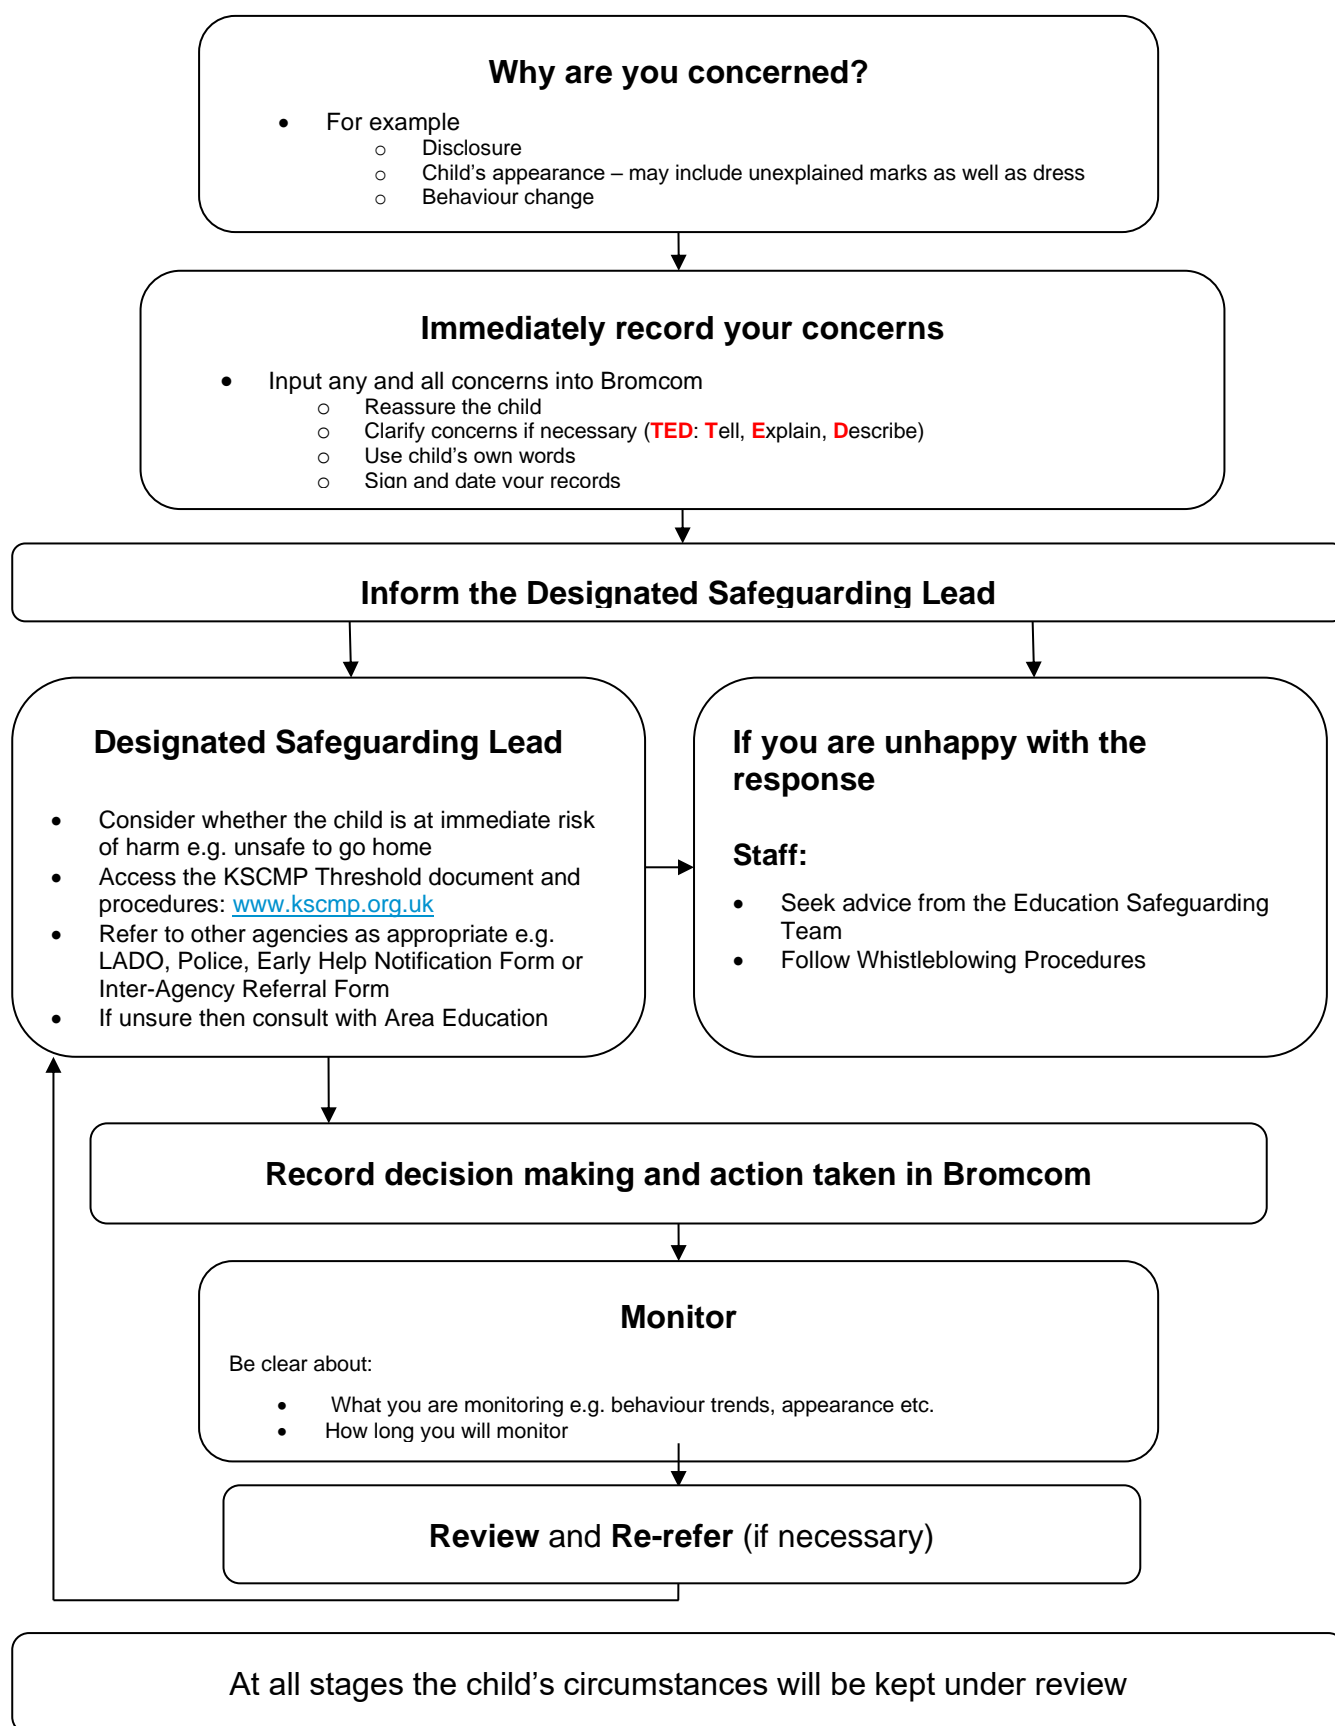 Why are you concerned?
• For example
o Disclosure
o Child’s appearance – may include unexplained marks as well as dress
o Behaviour change
Immediately record your concerns
• Input any and all concerns into Bromcom
o Reassure the child
o Clarify concerns if necessary (TED: Tell, Explain, Describe)
o Use child’s own words
o Sign and date your records
Inform the Designated Safeguarding Lead
Designated Safeguarding Lead
• Consider whether the child is at immediate risk
of harm e.g. unsafe to go home
• Access the KSCMP Threshold document and
procedures: www.kscmp.org.uk
• Refer to other agencies as appropriate e.g.
LADO, Police, Early Help Notification Form or
Inter-Agency Referral Form
• If unsure then consult with Area Education
If you are unhappy with the
response
Staff:
• Seek advice from the Education Safeguarding
Team
• Follow Whistleblowing Procedures
Record decision making and action taken in Bromcom
Monitor
Be clear about:
• What you are monitoring e.g. behaviour trends, appearance etc.
• How long you will monitor
Review and Re-refer (if necessary)
At all stages the child’s circumstances will be kept under review